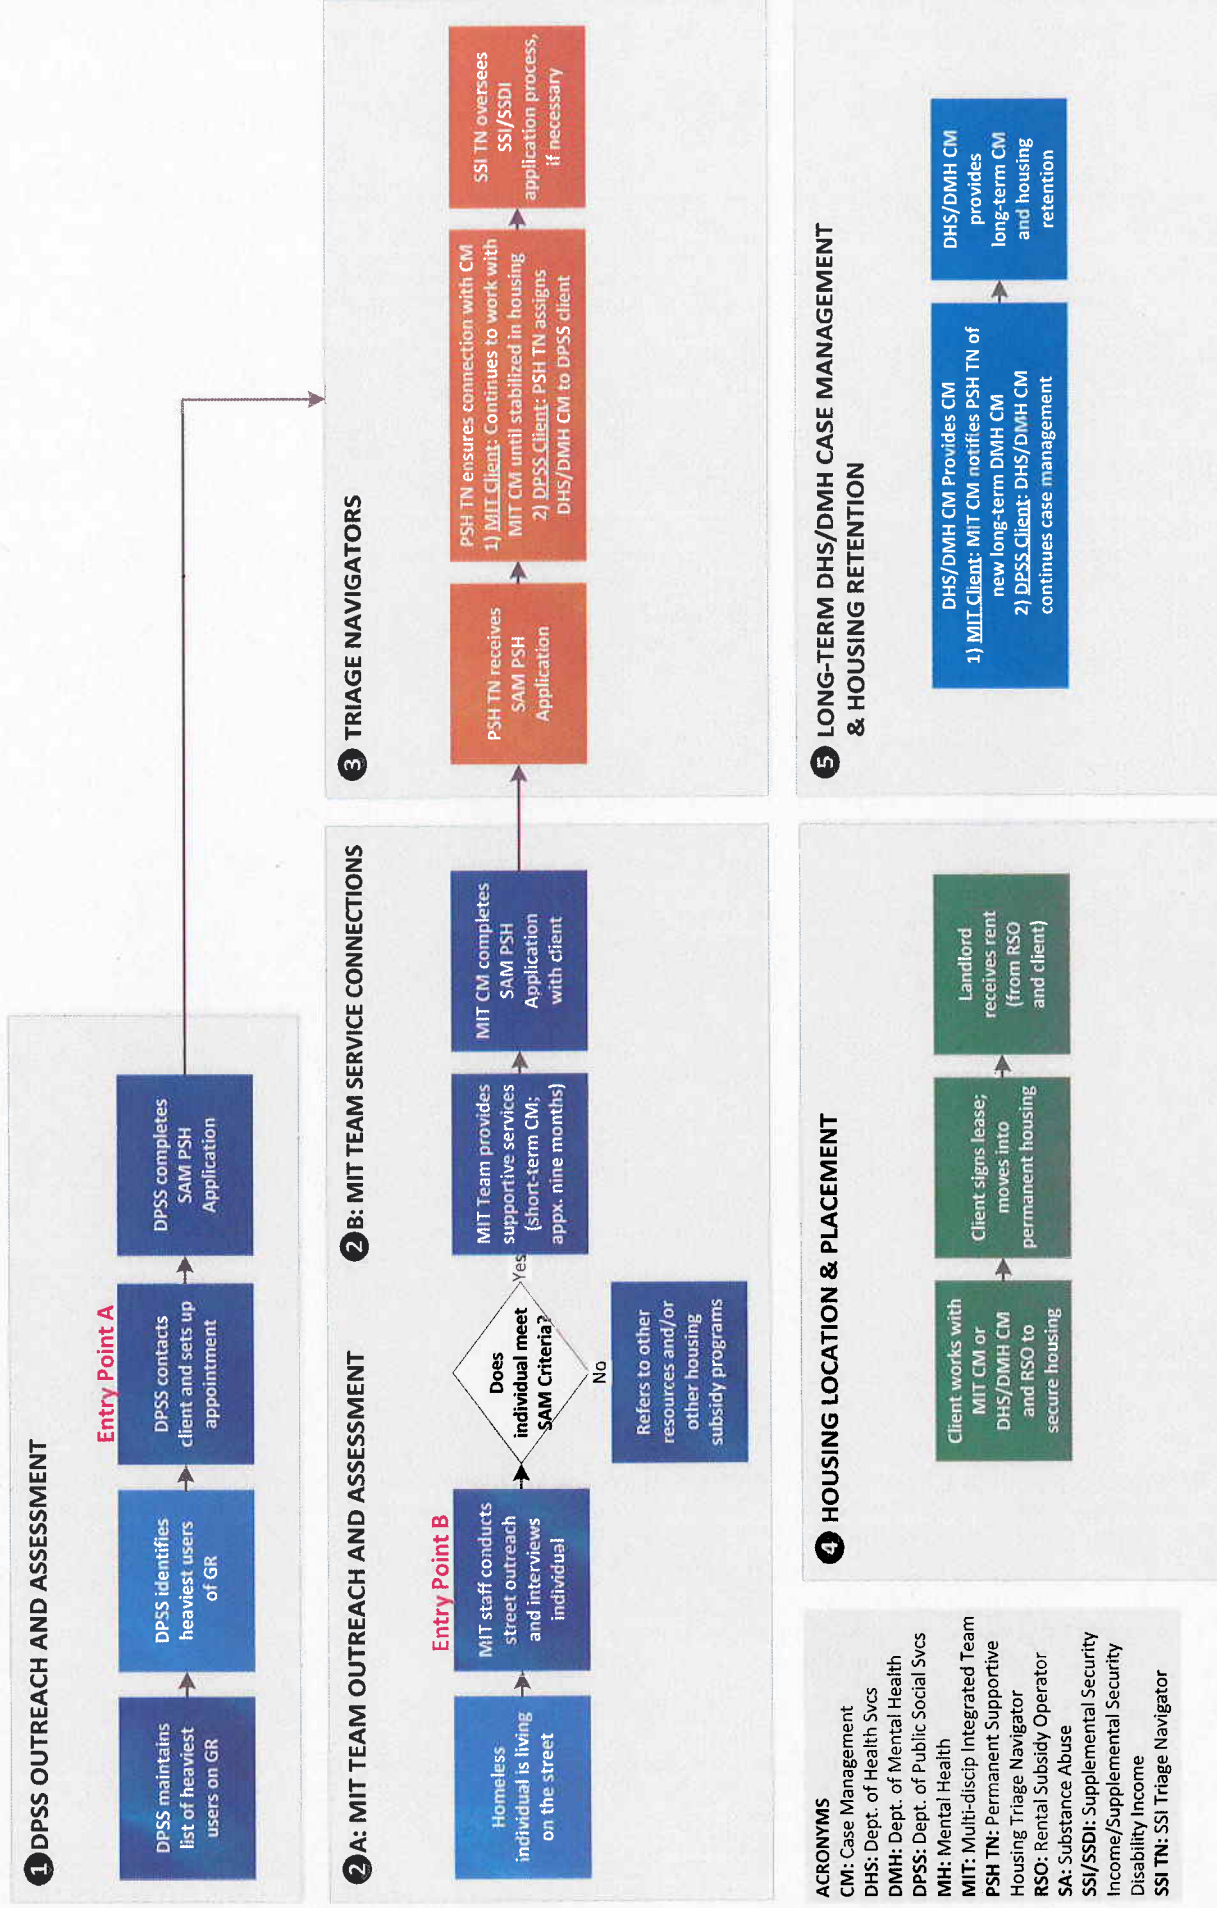 1 DPSS OUTREACH AND ASSESSMENT
DPSS maintains
list of heaviest
users on GR
DPSS identifies
heaviest users
of GR
Entry Point A
DPSS contacts
client and sets up
appointment
DPSS completes
SAM PSH
Application
2 A: MIT TEAM OUTREACH AND ASSESSMENT
Homeless
individual is living
on the street
Entry Point B
MIT staff conducts
street outreach
and interviews
individual
Does
individual meet
SAM Criteria?
Yes
No
Refers to other
resources and/or
other housing
subsidy programs
2 B: MIT TEAM SERVICE CONNECTIONS
MIT Team provides
supportive services
(short-term CM;
appx. nine months)
MIT CM completes
SAM PSH
Application
with client
3 TRIAGE NAVIGATORS
PSH TN receives
SAM PSH
Application
PSH TN ensures connection with CM
1) MIT Client: Continues to work with
MIT CM until stabilized in housing
2) DPSS Client: PSH TN assigns
DHS/DMH CM to DPSS client
SSI TN oversees
SSI/SSDI
application process,
if necessary
ACRONYMS
CM: Case Management
DHS: Dept. of Health Svcs
DMH: Dept. of Mental Health
DPSS: Dept. of Public Social Svcs
MH: Mental Health
MIT: Multi-discip Integrated Team
PSH TN: Permanent Supportive
Housing Triage Navigator
RSO: Rental Subsidy Operator
SA: Substance Abuse
SSI/SSDI: Supplemental Security
Income/Supplemental Security
Disability Income
SSI TN: SSI Triage Navigator
4 HOUSING LOCATION & PLACEMENT
Client works with
MIT CM or
DHS/DMH CM
and RSO to
secure housing
Client signs lease;
moves into
permanent housing
Landlord
receives rent
(from RSO
and client)
5 LONG-TERM DHS/DMH CASE MANAGEMENT
& HOUSING RETENTION
DHS/DMH CM Provides CM
1) MIT Client: MIT CM notifies PSH TN of
new long-term DMH CM
2) DPSS Client: DHS/DMH CM
continues case management
DHS/DMH CM
provides
long-term CM
and housing
retention